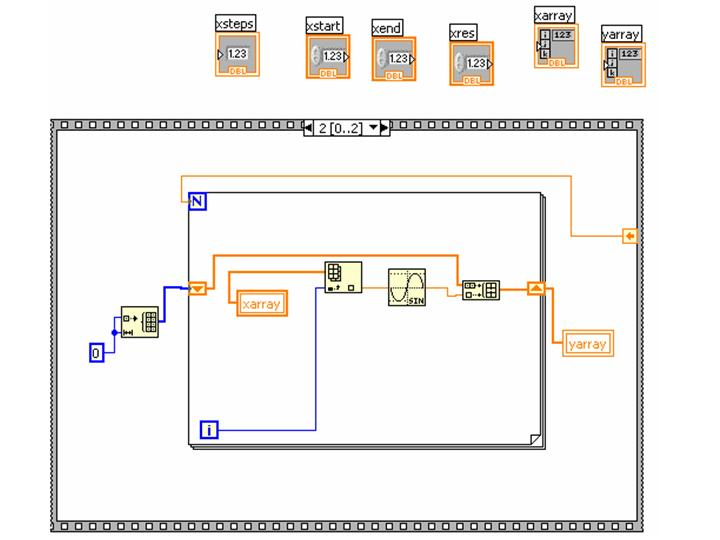 xsteps
xstart
xend
xres
xarray
yarray
1.23
DBL
1.23
DBL
1.23
DBL
1.23
DBL
i
j
k
123
DBL
i
j
k
123
DBL
2 [0..2]
N
xarray
SIN
0
yarray
i